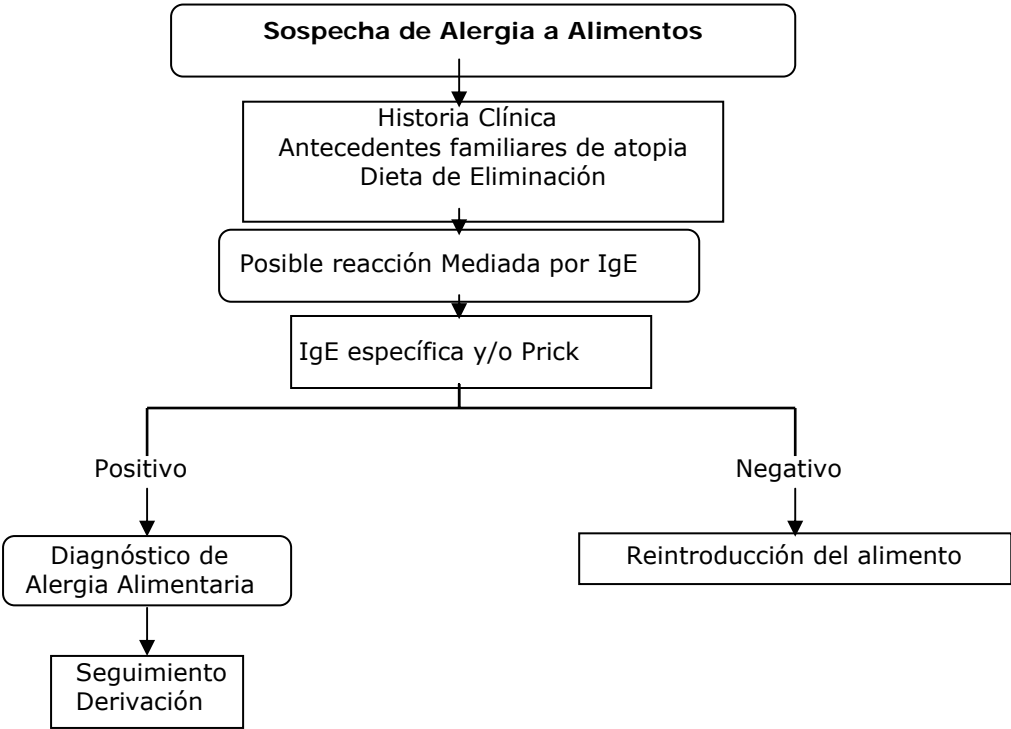 Sospecha de Alergia a Alimentos
Historia Clínica
Antecedentes familiares de atopia
Dieta de Eliminación
Posible reacción Mediada por IgE
IgE específica y/o Prick
Positivo
Negativo
Diagnóstico de
Alergia Alimentaria
Reintroducción del alimento
Seguimiento
Derivación